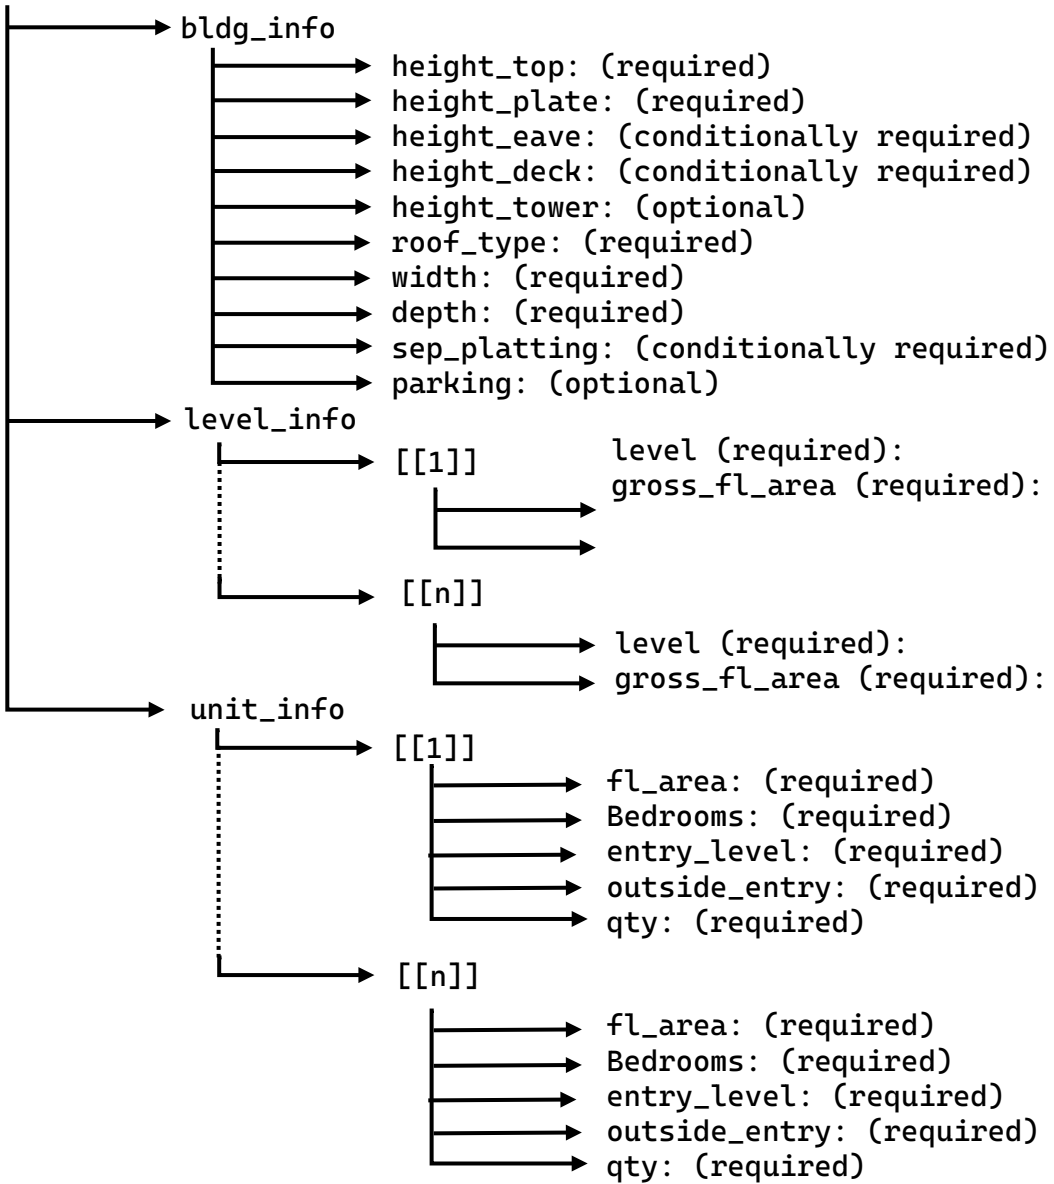 bldg_info
height_top: (required)
height_plate: (required)
height_eave: (conditionally required)
height_deck: (conditionally required)
height_tower: (optional)
roof_type: (required)
width: (required)
depth: (required)
sep_platting: (conditionally required)
parking: (optional)
level_info
[[1]]
level (required):
gross_fl_area (required):
[[n]]
level (required):
gross_fl_area (required):
unit_info
[[1]]
fl_area: (required)
Bedrooms: (required)
entry_level: (required)
outside_entry: (required)
qty: (required)
[[n]]
fl_area: (required)
Bedrooms: (required)
entry_level: (required)
outside_entry: (required)
qty: (required)